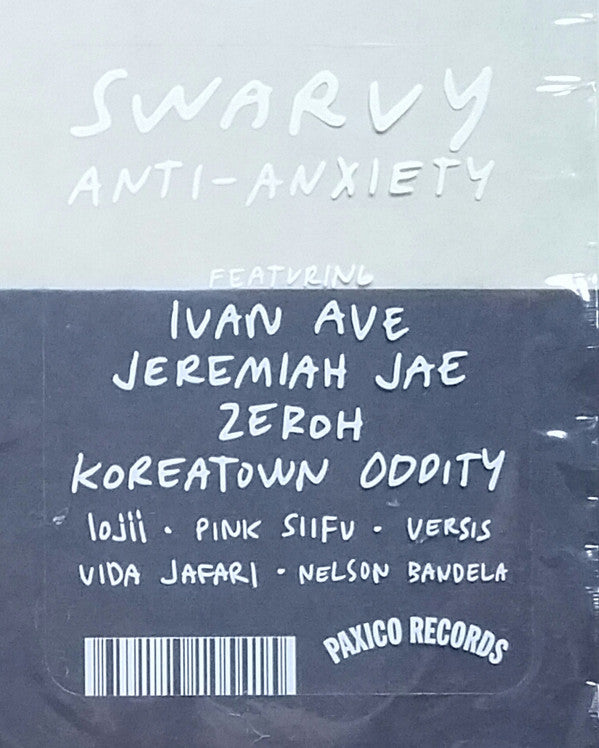 SWARVY
ANTI-ANXIETY
FEATURING
IVAN AVE
JEREMIAH JAE
ZEROH
KOREATOWN ODDITY
lojii · PINK SIIFU · VERSIS
VIDA JAFARI · NELSON BANDELA
PAXICO RECORDS